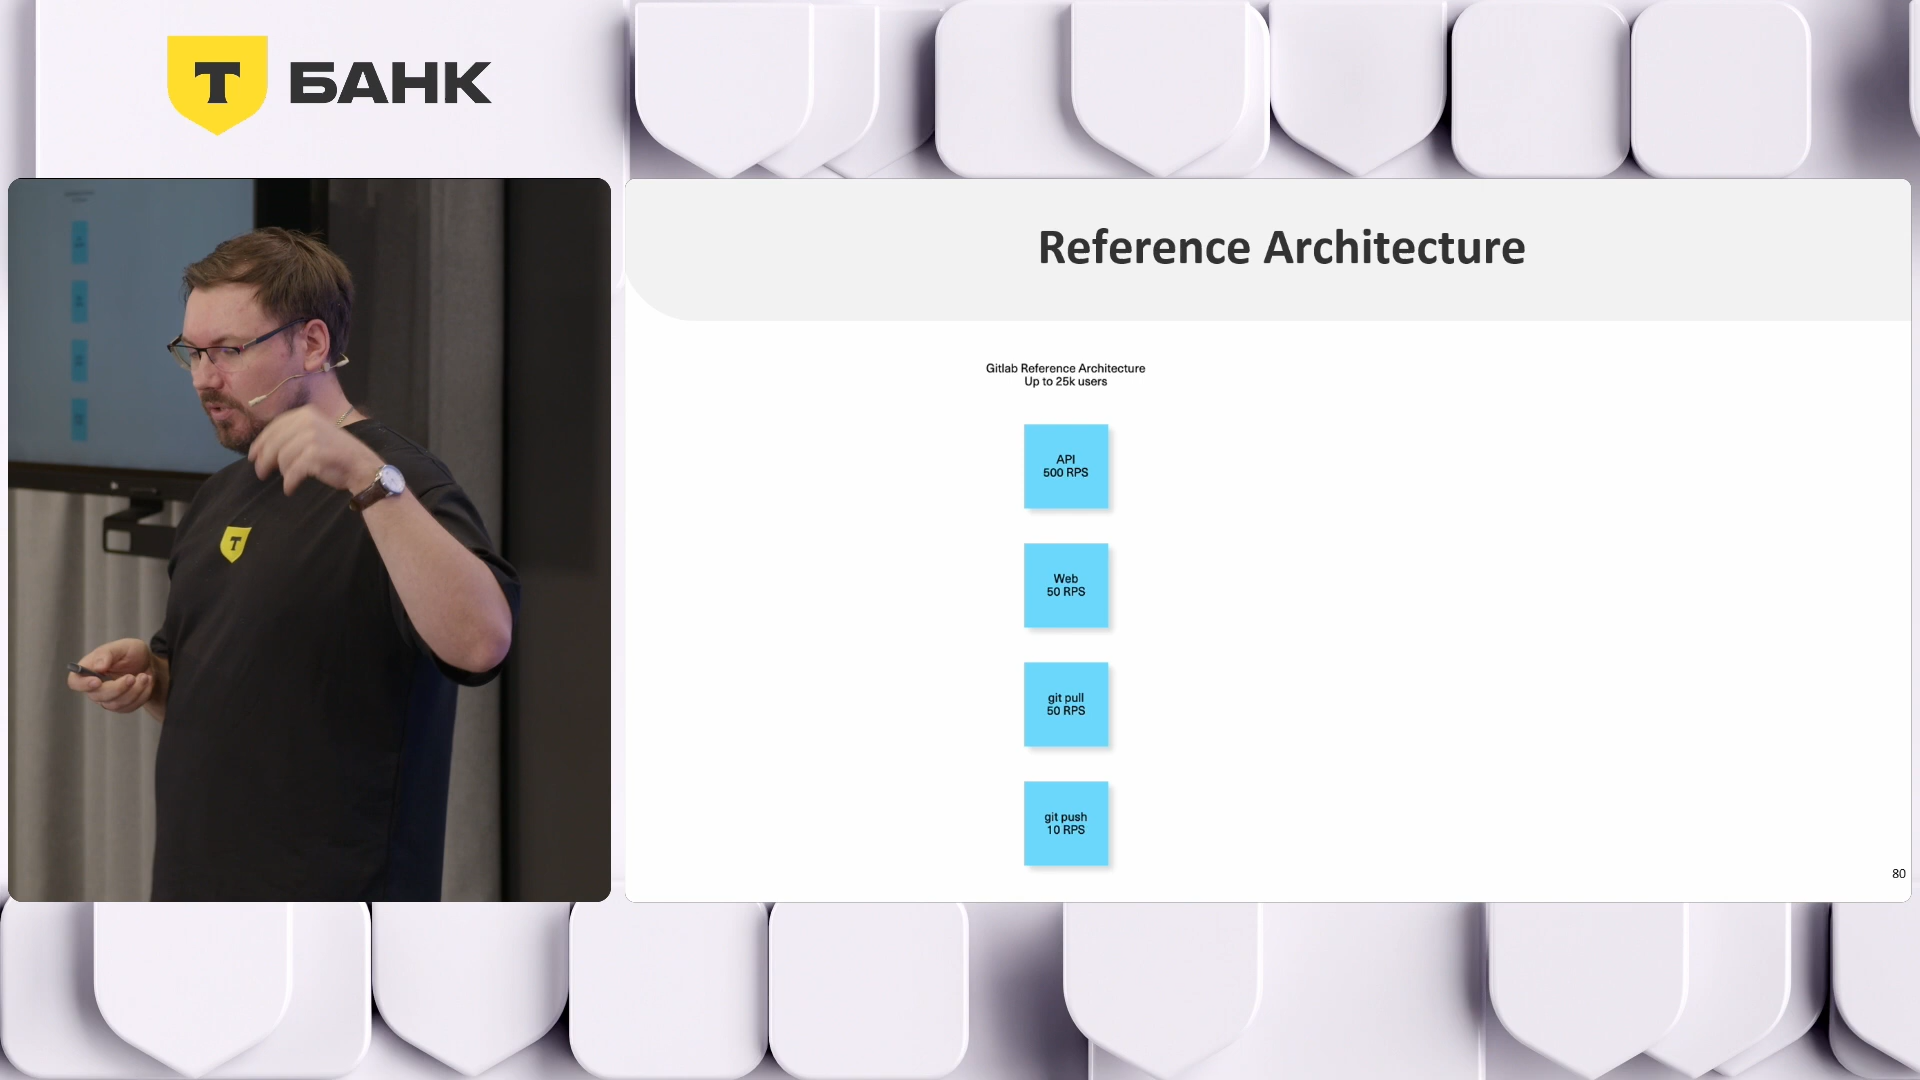 Т БАНК
Т
Reference Architecture
Gitlab Reference Architecture
Up to 25k users
API
500 RPS
Web
50 RPS
git pull
50 RPS
git push
10 RPS
80